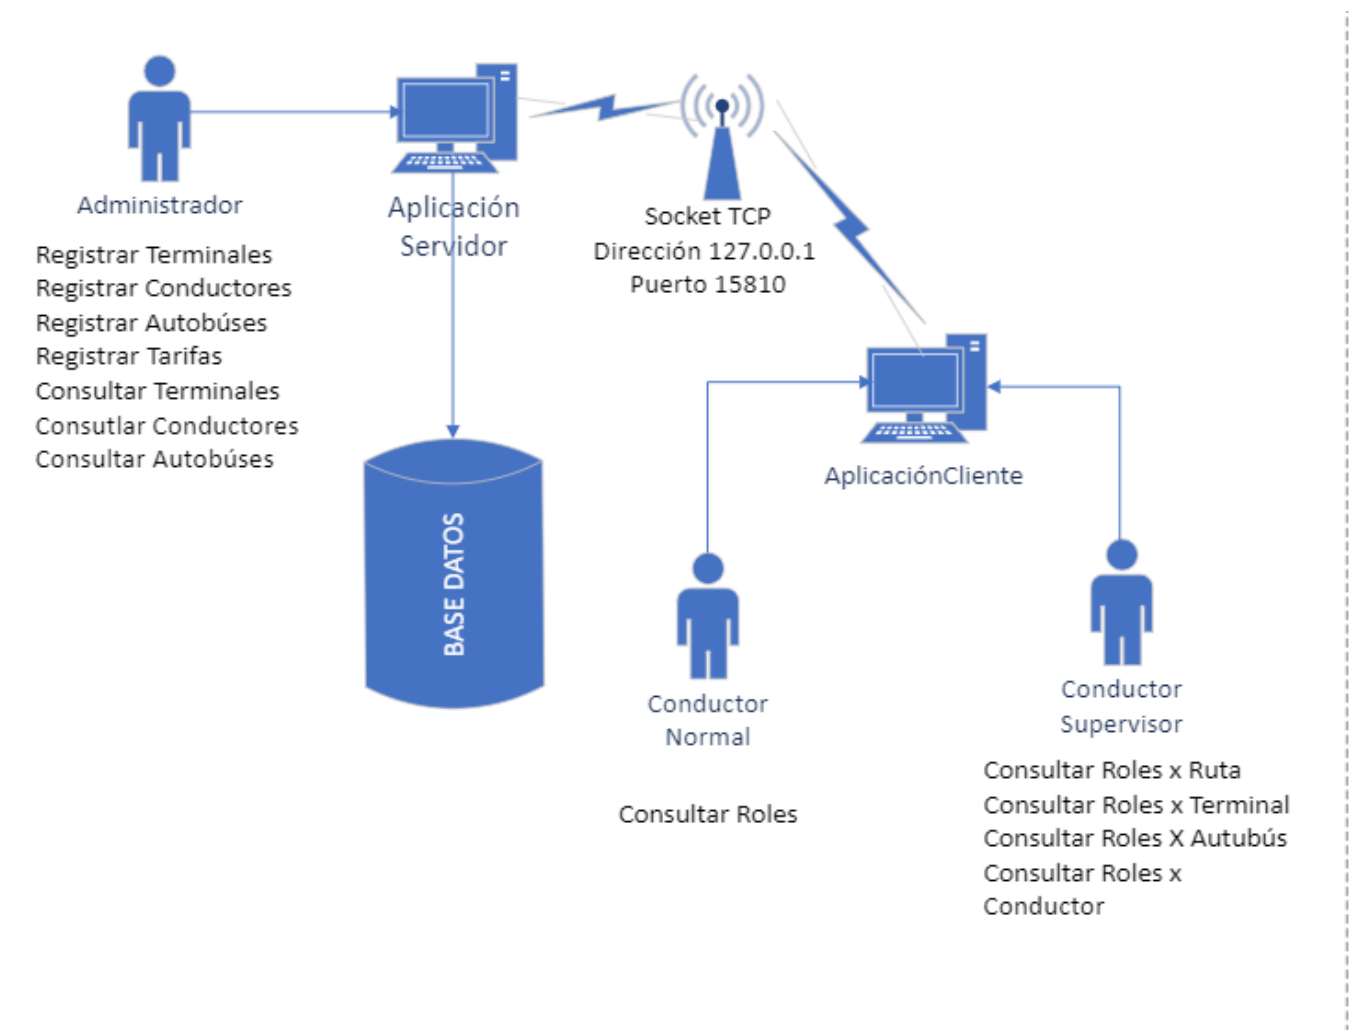 Administrador
Registrar Terminales
Registrar Conductores
Registrar Autobúses
Registrar Tarifas
Consultar Terminales
Consutlar Conductores
Consultar Autobúses
Aplicación
Servidor
BASE DATOS
Socket TCP
Dirección 127.0.0.1
Puerto 15810
AplicaciónCliente
Conductor
Normal
Consultar Roles
Conductor
Supervisor
Consultar Roles x Ruta
Consultar Roles x Terminal
Consultar Roles X Autubús
Consultar Roles x
Conductor